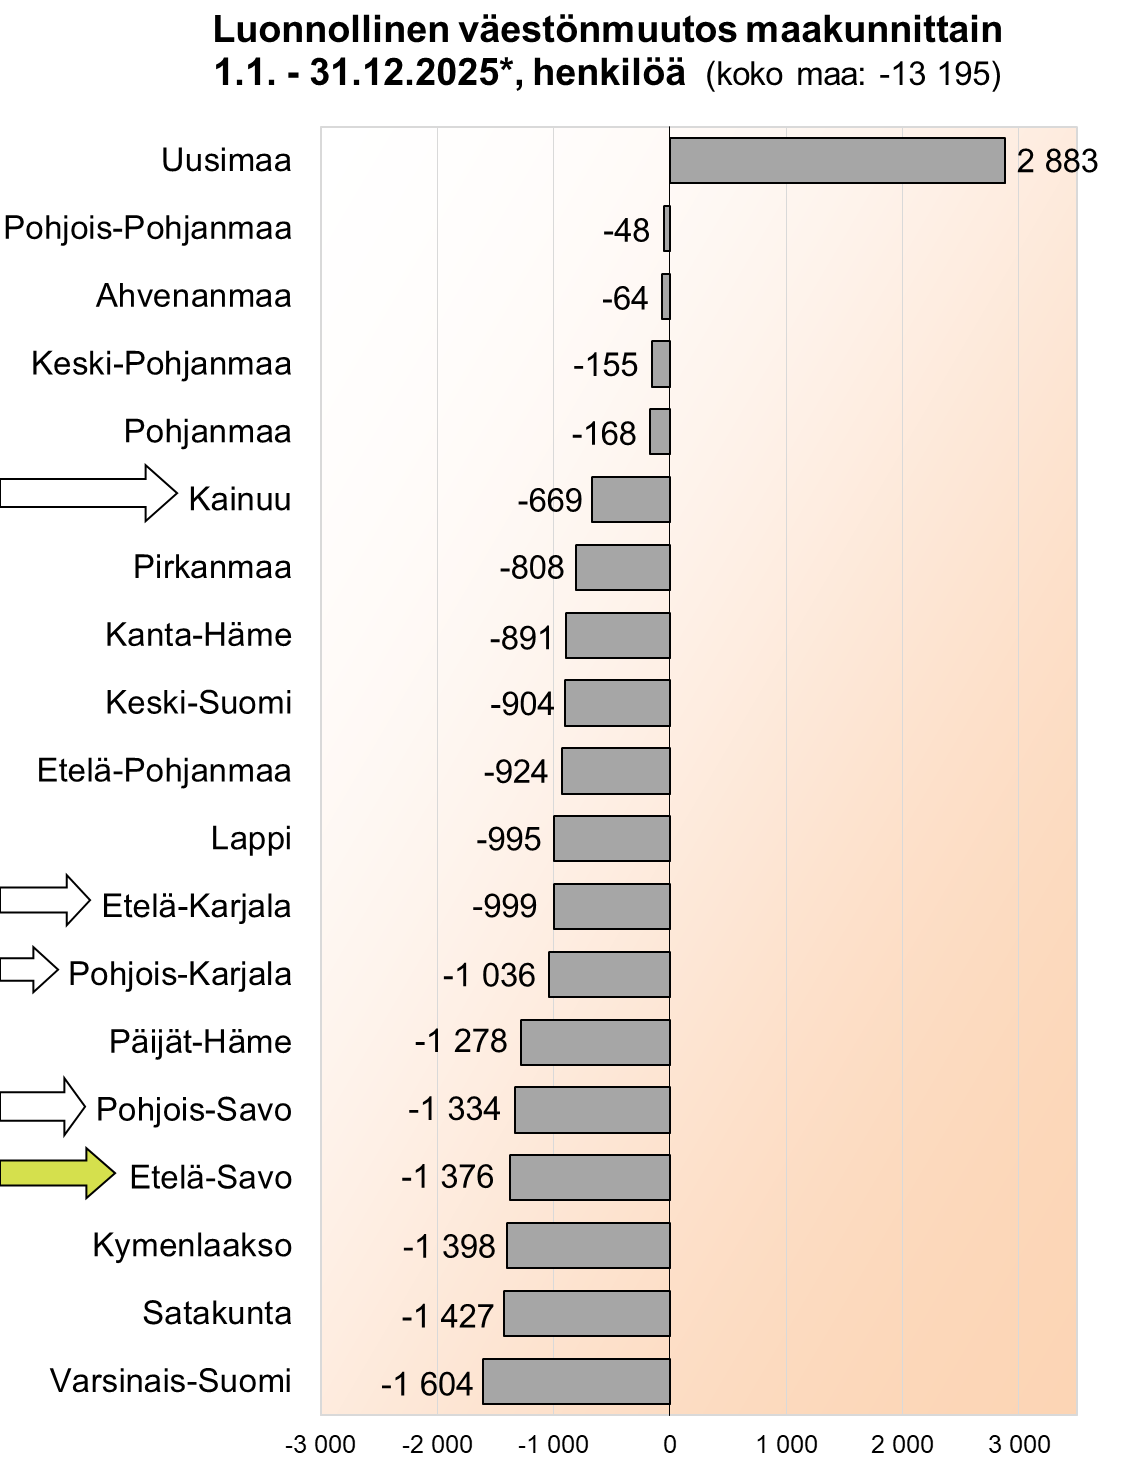 Luonnollinen väestönmuutos maakunnittain
1.1. - 31.12.2025*, henkilöä (koko maa: -13 195)
Uusimaa 2 883
Pohjois-Pohjanmaa -48
Ahvenanmaa -64
Keski-Pohjanmaa -155
Pohjanmaa -168
Kainuu -669
Pirkanmaa -808
Kanta-Häme -891
Keski-Suomi -904
Etelä-Pohjanmaa -924
Lappi -995
Etelä-Karjala -999
Pohjois-Karjala -1 036
Päijät-Häme -1 278
Pohjois-Savo -1 334
Etelä-Savo -1 376
Kymenlaakso -1 398
Satakunta -1 427
Varsinais-Suomi -1 604
-3 000 -2 000 -1 000 0 1 000 2 000 3 000